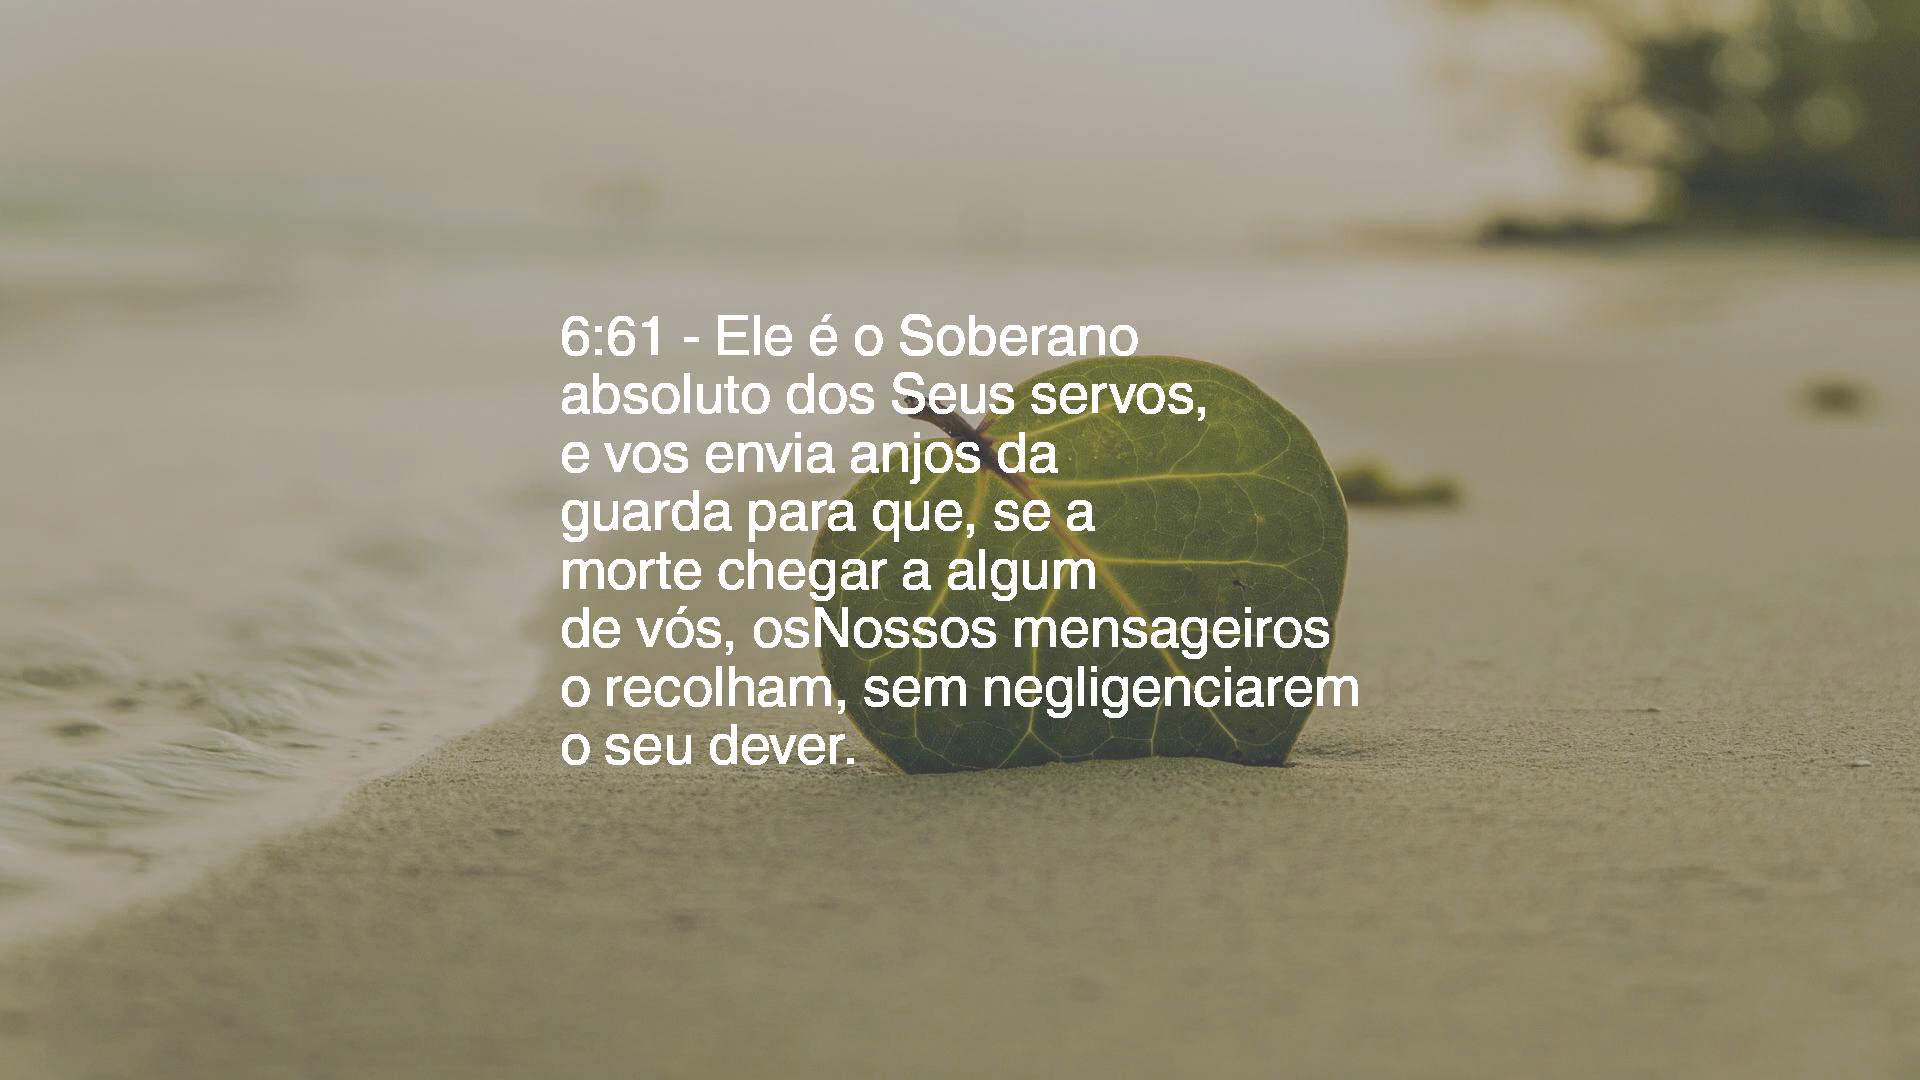 6:61 - Ele é o Soberano
absoluto dos Seus servos,
e vos envia anjos da
guarda para que, se a
morte chegar a algum
de vós, osNossos mensageiros
o recolham, sem negligenciarem
o seu dever.